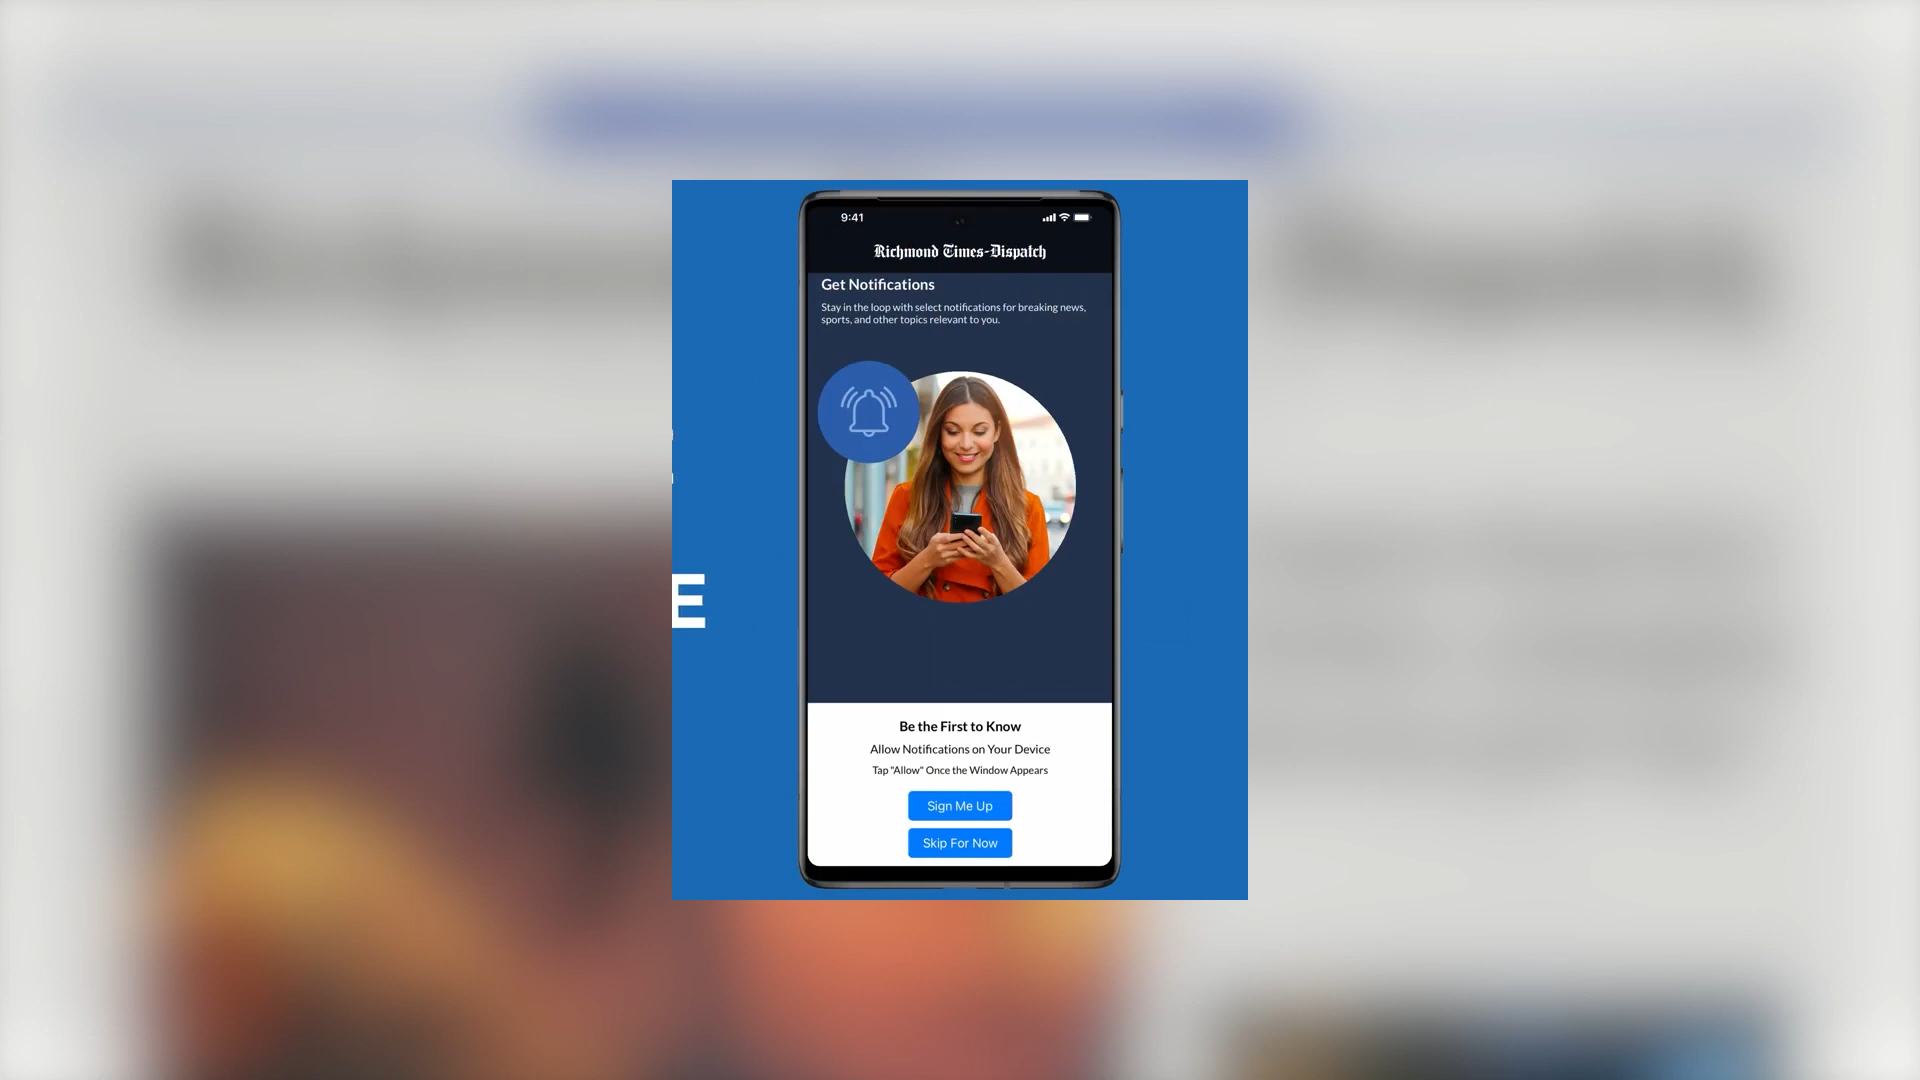 9:41
Richmond Times-Dispatch
Get Notifications
Stay in the loop with select notifications for breaking news,
sports, and other topics relevant to you.
E
Be the First to Know
Allow Notifications on Your Device
Tap "Allow" Once the Window Appears
Sign Me Up
Skip For Now